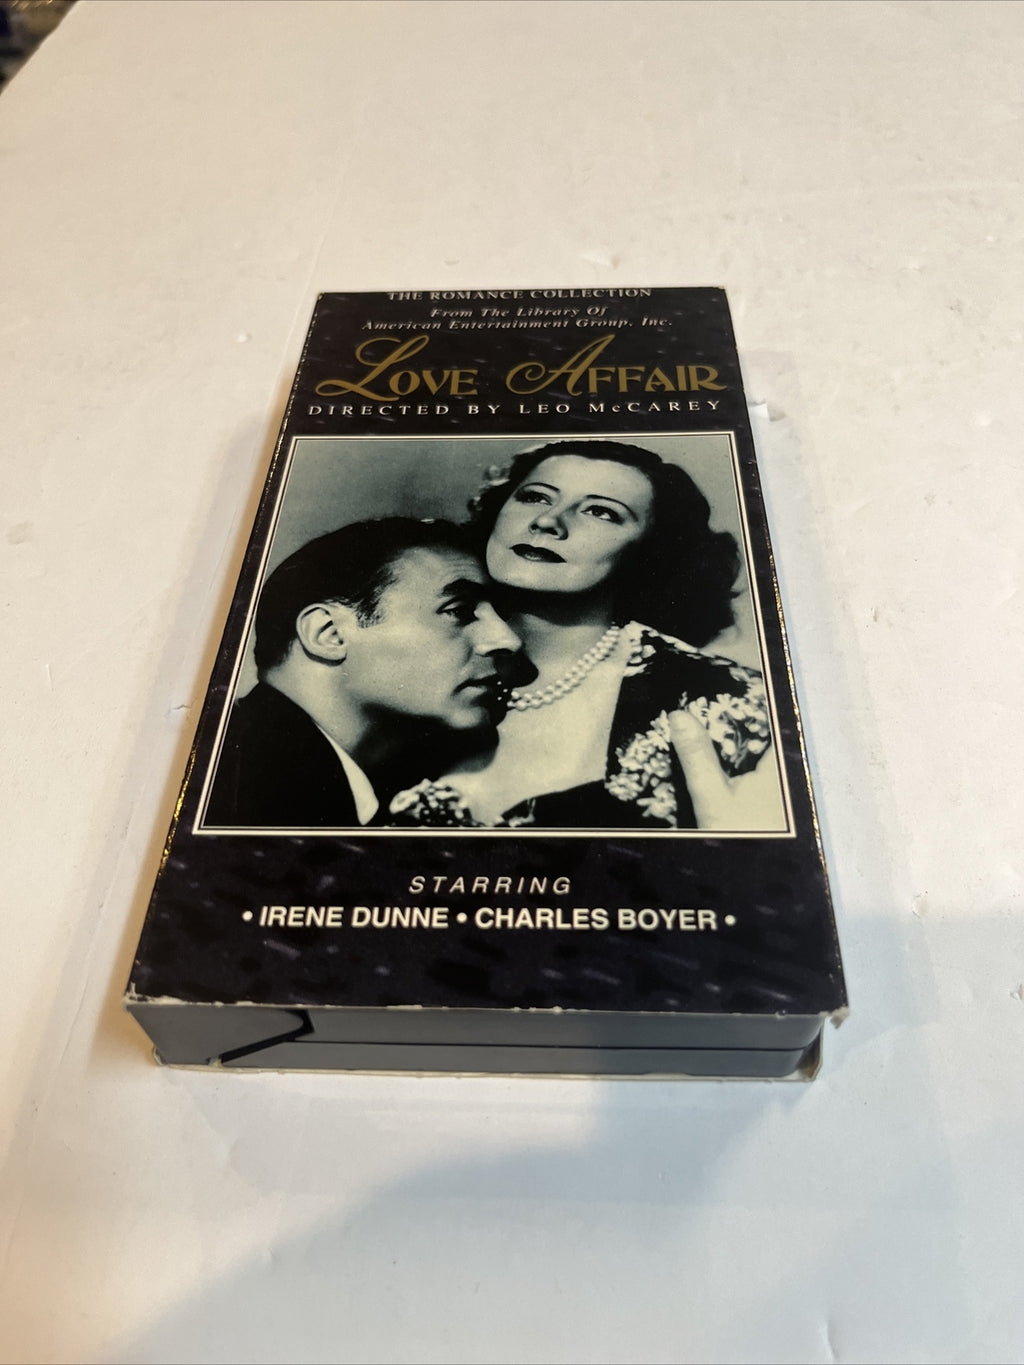 THE ROMANCE COLLECTION
From The Library Of
American Entertainment Group, Inc.
Love Affair
DIRECTED BY LEO McCAREY
STARRING
• IRENE DUNNE • CHARLES BOYER •